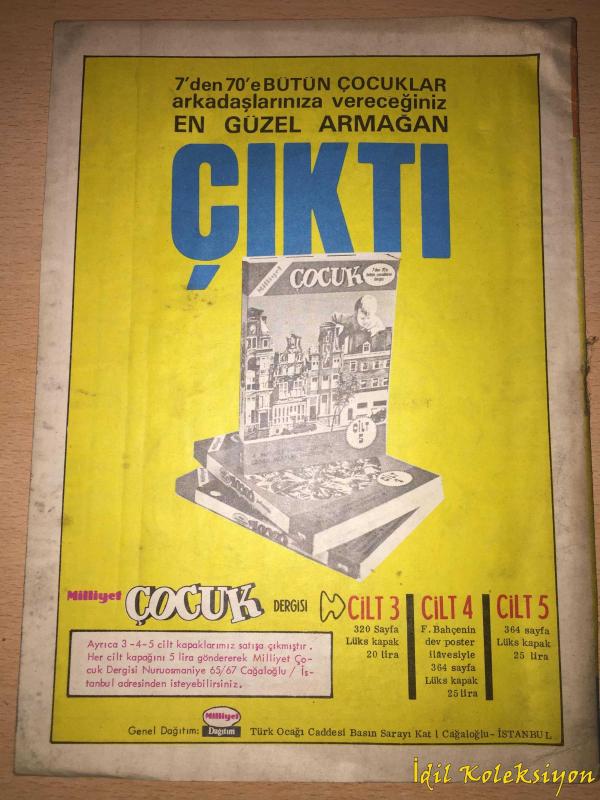 7'den 70'e BÜTÜN ÇOCUKLAR
arkadaşlarınıza vereceğiniz
EN GÜZEL ARMAĞAN
ÇIKTI
Milliyet ÇOCUK
CİLT 5
Milliyet ÇOCUK DERGİSİ
CİLT 3
320 Sayfa
Lüks kapak
20 lira
CİLT 4
F. Bahçenin
dev poster
ilâvesiyle
364 sayfa
Lüks kapak
25 lira
CİLT 5
364 sayfa
Lüks kapak
25 lira
Ayrıca 3-4-5 cilt kapaklarımız satışa çıkmıştır.
Her cilt kapağını 5 lira göndererek Milliyet Ço-
cuk Dergisi Nuruosmaniye 65/67 Cağaloğlu / İs-
tanbul adresinden isteyebilirsiniz.
Genel Dağıtım: Milliyet Dağıtım Türk Ocağı Caddesi Basın Sarayı Kat 1 Cağaloğlu-İSTANBUL
İdil Koleksiyon